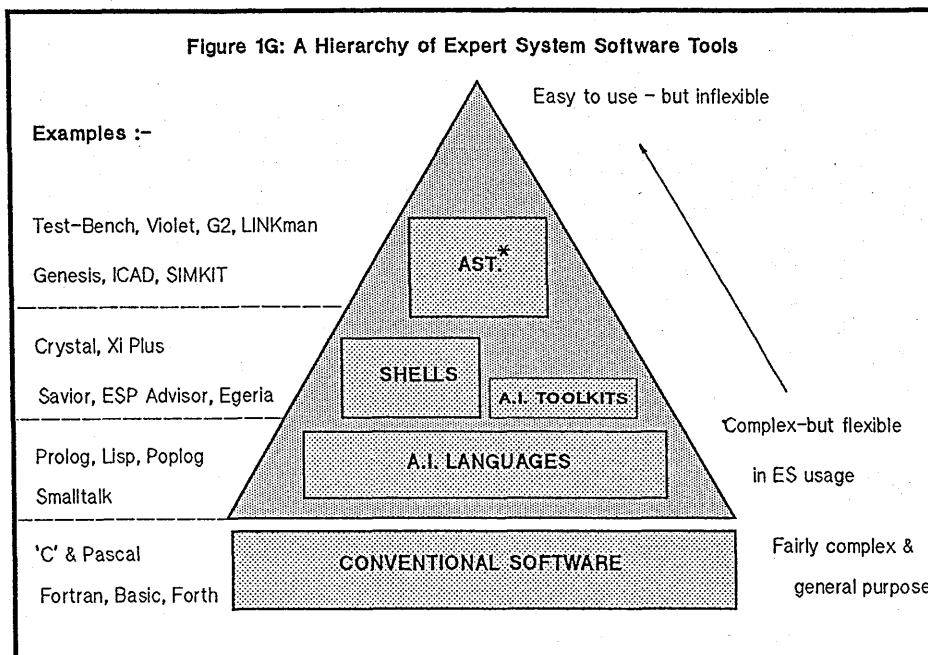 Figure 1G: A Hierarchy of Expert System Software Tools
Easy to use - but inflexible
Examples :-
Test-Bench, Violet, G2, LINKman
Genesis, ICAD, SIMKIT
AST.*
Crystal, Xi Plus
Savior, ESP Advisor, Egeria
SHELLS
A.I. TOOLKITS
Complex-but flexible
in ES usage
Prolog, Lisp, Poplog
Smalltalk
A.I. LANGUAGES
'C' & Pascal
Fortran, Basic, Forth
CONVENTIONAL SOFTWARE
Fairly complex &
general purpose